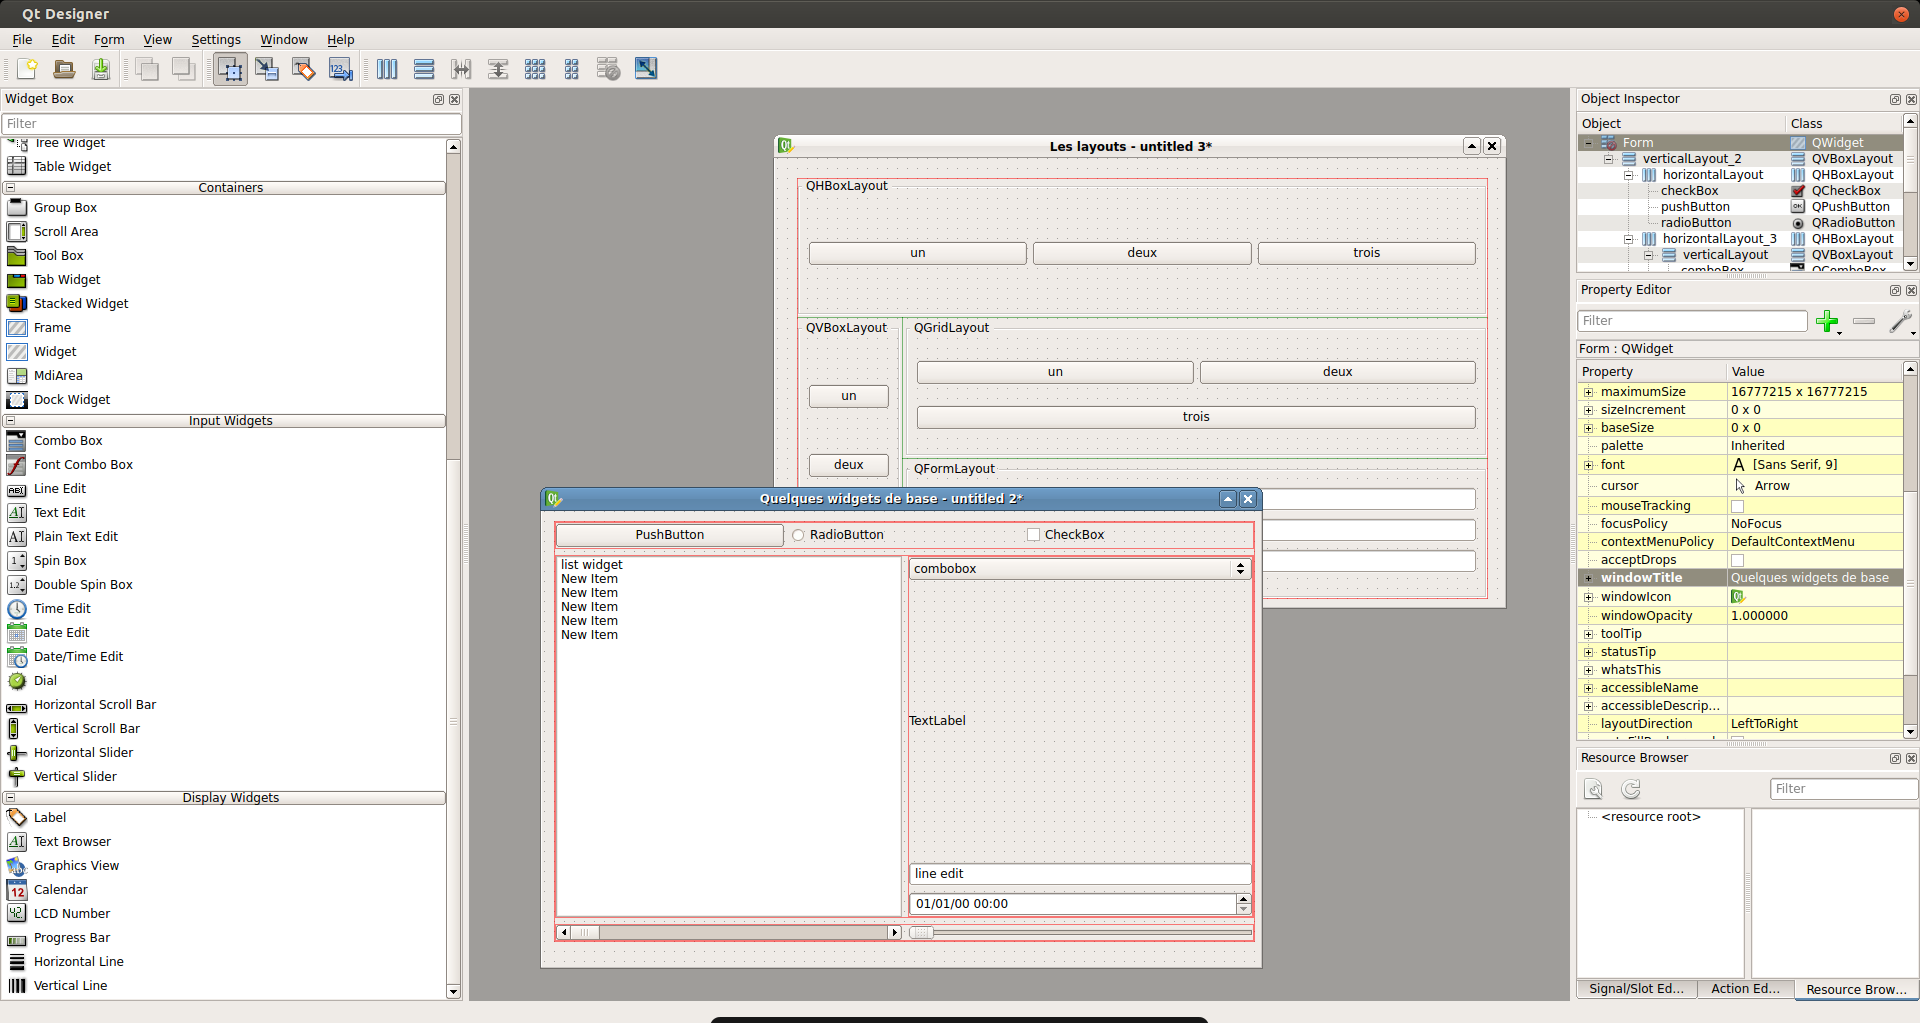 Qt Designer
File Edit Form View Settings Window Help
Widget Box
Filter
Tree Widget
Table Widget
Containers
Group Box
Scroll Area
Tool Box
Tab Widget
Stacked Widget
Frame
Widget
MdiArea
Dock Widget
Input Widgets
Combo Box
Font Combo Box
Line Edit
Text Edit
Plain Text Edit
Spin Box
Double Spin Box
Time Edit
Date Edit
Date/Time Edit
Dial
Horizontal Scroll Bar
Vertical Scroll Bar
Horizontal Slider
Vertical Slider
Display Widgets
Label
Text Browser
Graphics View
Calendar
LCD Number
Progress Bar
Horizontal Line
Vertical Line
Les layouts - untitled 3*
QHBoxLayout
un deux trois
QVBoxLayout
un
deux
QGridLayout
un deux
trois
QFormLayout
Quelques widgets de base - untitled 2*
PushButton RadioButton CheckBox
list widget
New Item
New Item
New Item
New Item
New Item
combobox
TextLabel
line edit
01/01/00 00:00
Object Inspector
Object Class
Form QWidget
verticalLayout_2 QVBoxLayout
horizontalLayout QHBoxLayout
checkBox QCheckBox
pushButton QPushButton
radioButton QRadioButton
horizontalLayout_3 QHBoxLayout
verticalLayout QVBoxLayout
comboBox QComboBox
Property Editor
Filter
Form : QWidget
Property Value
maximumSize 16777215 x 16777215
sizeIncrement 0 x 0
baseSize 0 x 0
palette Inherited
font A [Sans Serif, 9]
cursor Arrow
mouseTracking
focusPolicy NoFocus
contextMenuPolicy DefaultContextMenu
acceptDrops
windowTitle Quelques widgets de base
windowIcon
windowOpacity 1.000000
toolTip
statusTip
whatsThis
accessibleName
accessibleDescrip...
layoutDirection LeftToRight
Resource Browser
Filter
<resource root>
Signal/Slot Ed... Action Ed... Resource Brow...